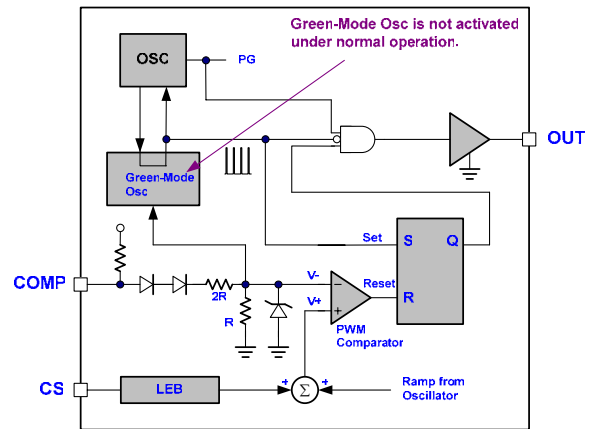 Green-Mode Osc is not activated
under normal operation.
OSC
PG
OUT
Green-Mode
Osc
Set
S
Q
COMP
2R
R
V-
V+
Reset
R
PWM
Comparator
CS
LEB
+
Σ
+
Ramp from
Oscillator